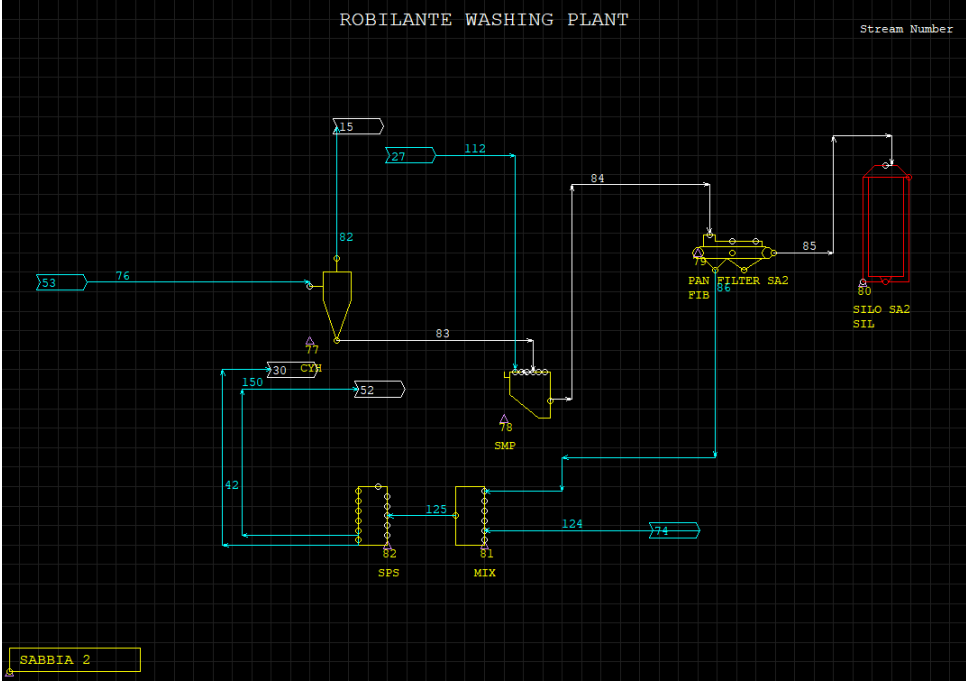 ROBILANTE WASHING PLANT
Stream Number
15
27
112
84
82
85
53
76
79
PAN FILTER SA2
86
FIB
80
SILO SA2
SIL
83
77
CYH
30
150
52
78
SMP
42
125
124
74
82
81
SPS
MIX
SABBIA 2